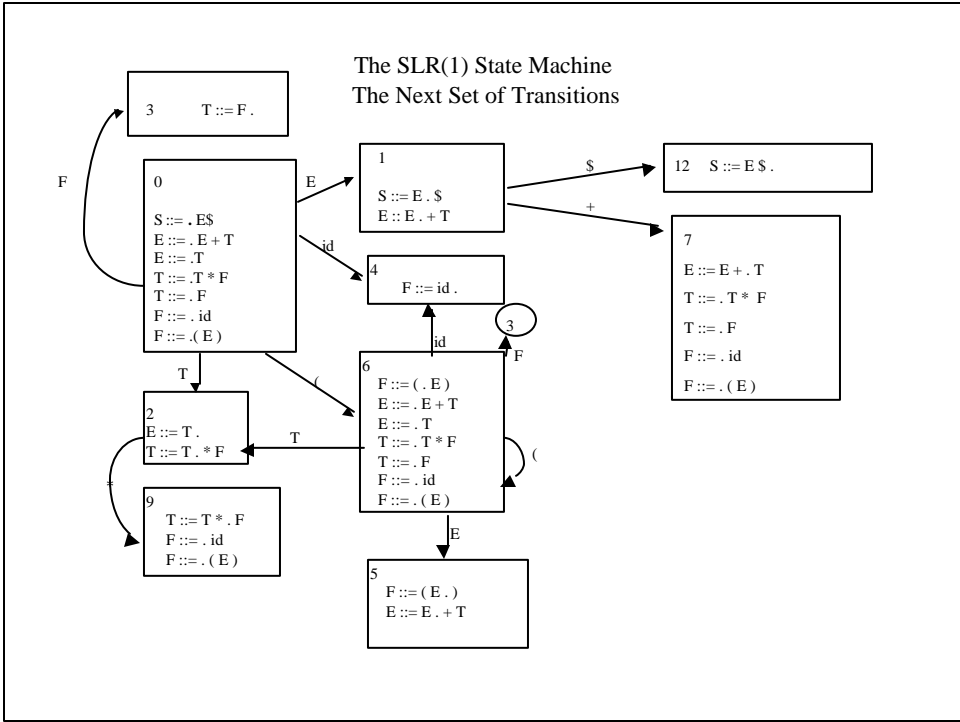 The SLR(1) State Machine
The Next Set of Transitions
3 T ::= F .
F
0
S ::= . E$
E ::= . E + T
E ::= .T
T ::= .T * F
T ::= . F
F ::= . id
F ::= .( E )
E
1
S ::= E . $
E :: E . + T
$
12 S ::= E $ .
+
7
E ::= E + . T
T ::= . T * F
T ::= . F
F ::= . id
F ::= . ( E )
id
4
F ::= id .
3
id
F
T
(
6
F ::= ( . E )
E ::= . E + T
E ::= . T
T ::= . T * F
T ::= . F
F ::= . id
F ::= . ( E )
(
2
E ::= T .
T ::= T . * F
T
*
9
T ::= T * . F
F ::= . id
F ::= . ( E )
E
5
F ::= ( E . )
E ::= E . + T